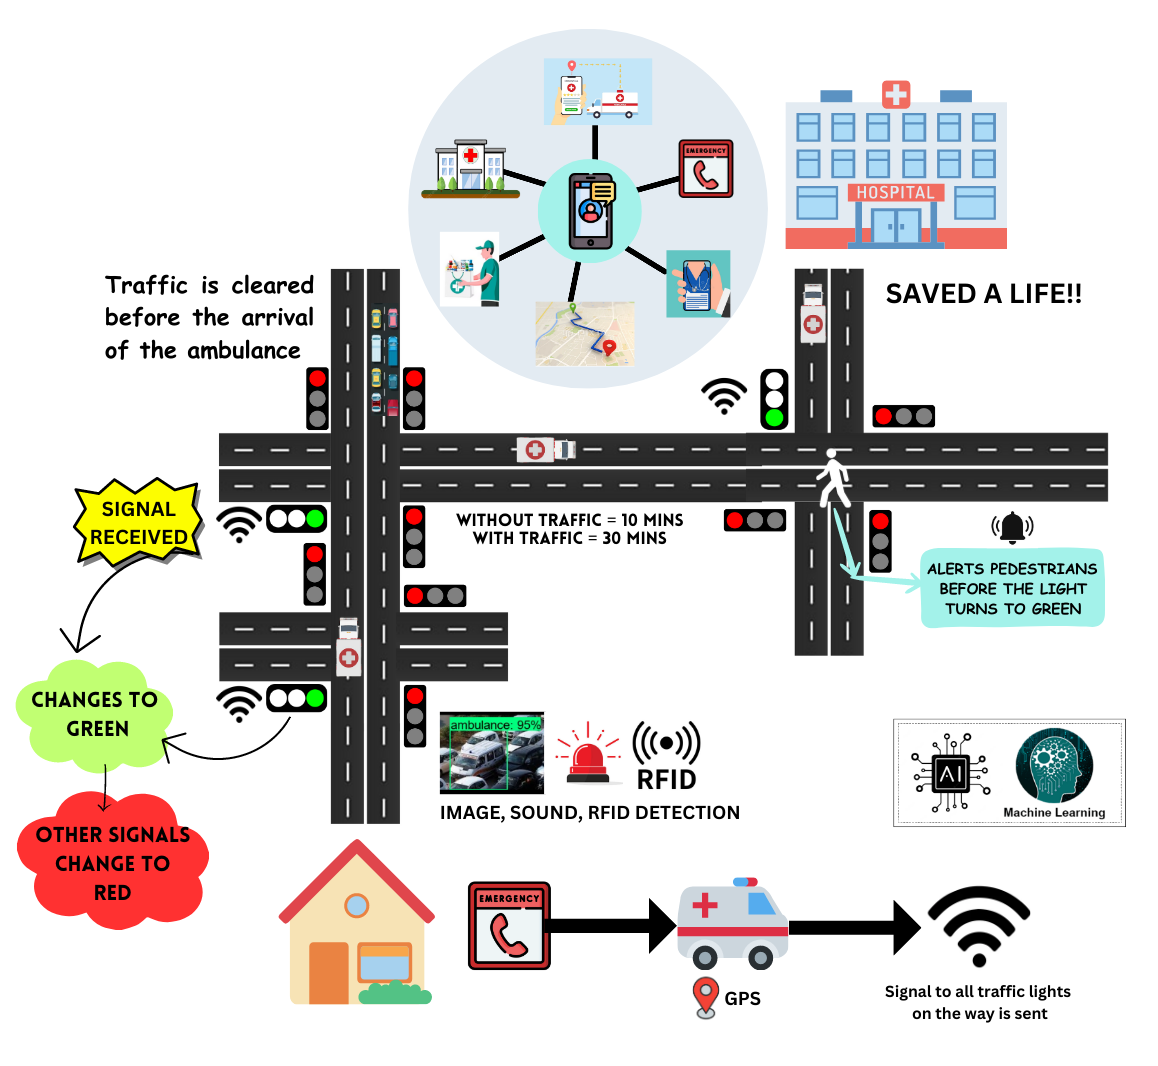 EMERGENCY
HOSPITAL
Traffic is cleared
before the arrival
of the ambulance
SAVED A LIFE!!
SIGNAL
RECEIVED
WITHOUT TRAFFIC = 10 MINS
WITH TRAFFIC = 30 MINS
ALERTS PEDESTRIANS
BEFORE THE LIGHT
TURNS TO GREEN
CHANGES TO
GREEN
ambulance: 95%
RFID
IMAGE, SOUND, RFID DETECTION
AI
Machine Learning
OTHER SIGNALS
CHANGE TO
RED
EMERGENCY
GPS
Signal to all traffic lights
on the way is sent